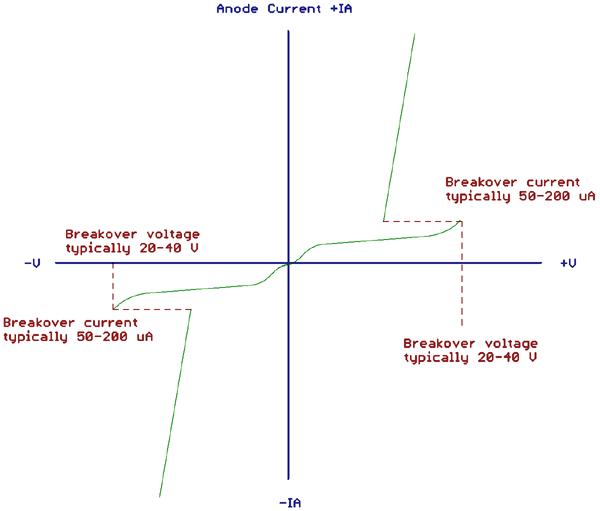 Anode Current +IA
Breakover current
typically 50-200 uA
Breakover voltage
typically 20-40 V
-V
+V
Breakover current
typically 50-200 uA
Breakover voltage
typically 20-40 V
-IA